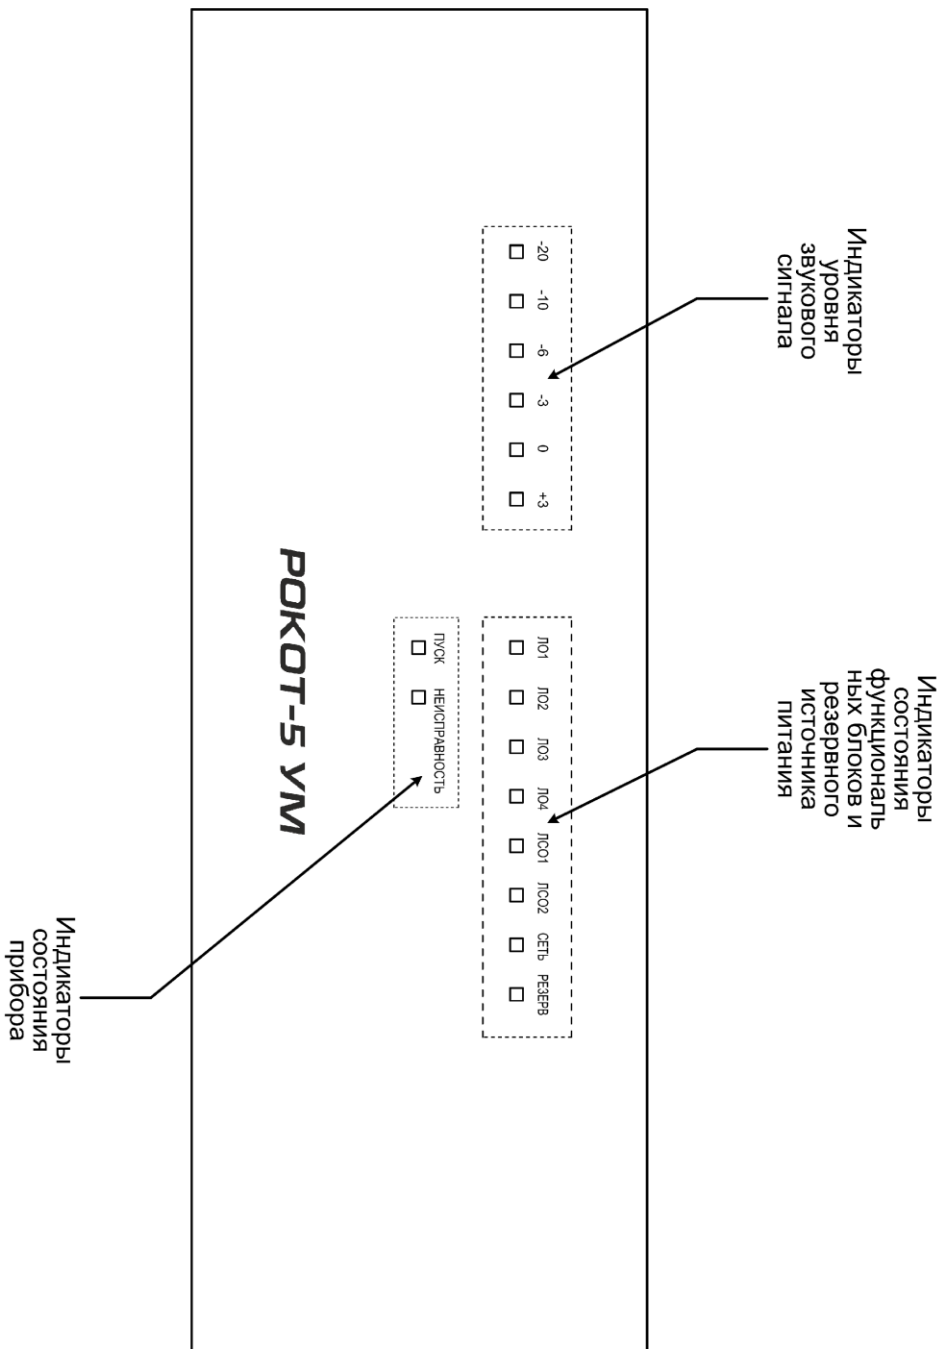 Индикаторы
уровня
звукового
сигнала
Индикаторы
состояния
функциональ
ных блоков и
резервного
источника
питания
-20 -10 -6 -3 0 +3
ЛО1 ЛО2 ЛО3 ЛО4 ЛСО1 ЛСО2 СЕТЬ РЕЗЕРВ
ПУСК НЕИСПРАВНОСТЬ
РОКОТ-5 УМ
Индикаторы
состояния
прибора